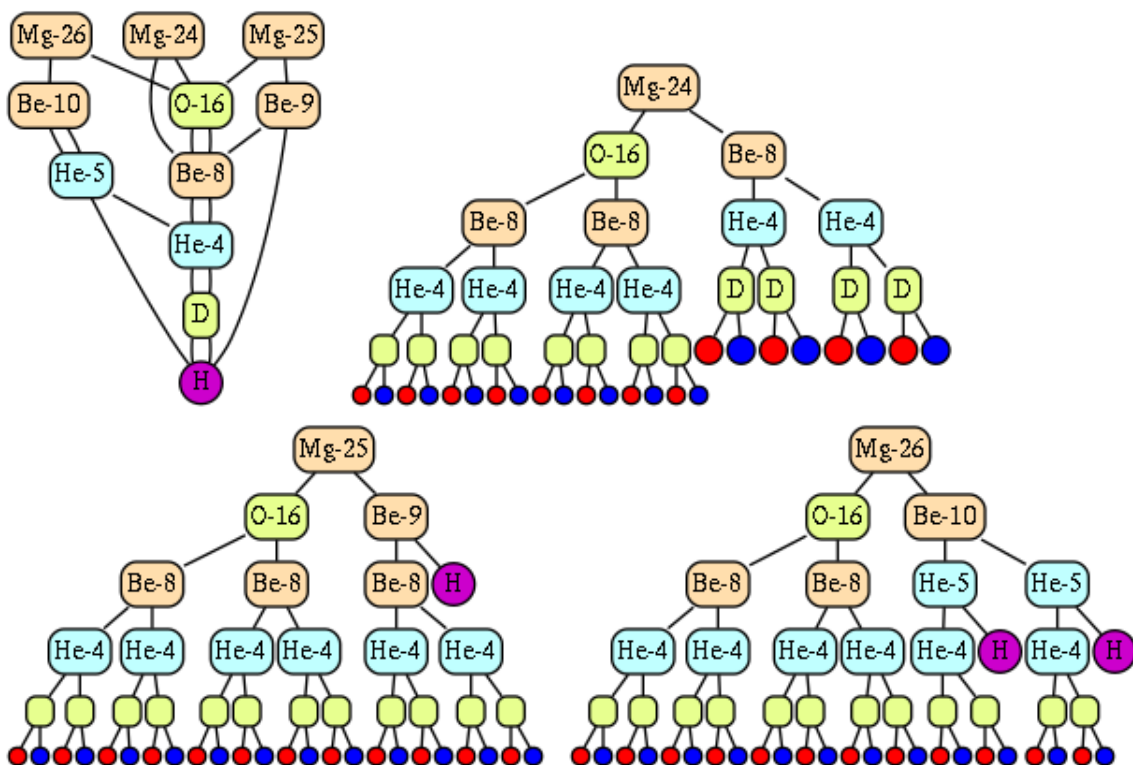 Mg-26 Mg-24 Mg-25
Be-10 O-16 Be-9
He-5 Be-8
He-4
D
H
Mg-24
O-16 Be-8
Be-8 Be-8 He-4 He-4
He-4 He-4 He-4 He-4 D D D D
Mg-25
O-16 Be-9
Be-8 Be-8 Be-8 H
He-4 He-4 He-4 He-4 He-4 He-4
Mg-26
O-16 Be-10
Be-8 Be-8 He-5 He-5
He-4 He-4 He-4 He-4 He-4 H He-4 H